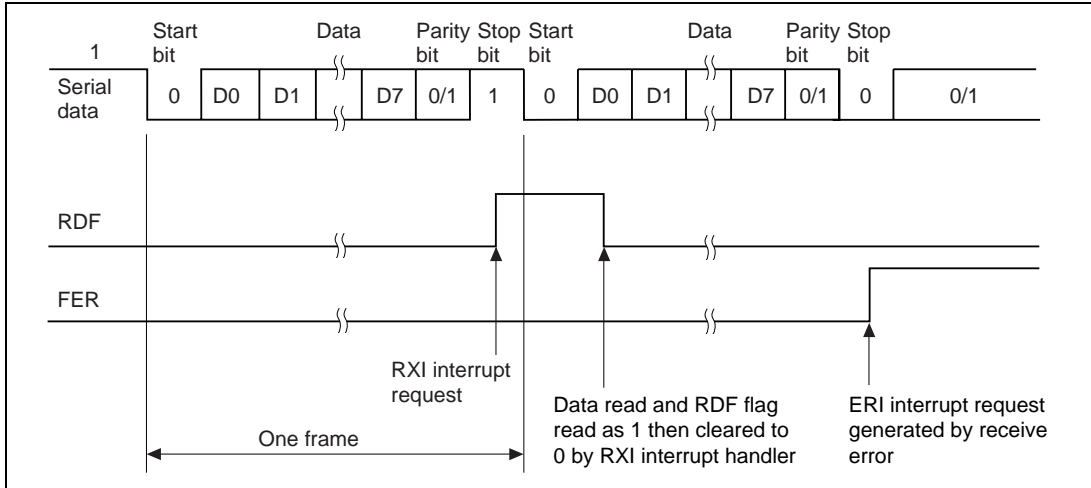 Start bit Data Parity bit Stop bit Start bit Data Parity bit Stop bit
1
Serial data 0 D0 D1 D7 0/1 1 0 D0 D1 D7 0/1 0 0/1
RDF
FER
RXI interrupt
request
Data read and RDF flag
read as 1 then cleared to
0 by RXI interrupt handler
ERI interrupt request
generated by receive
error
One frame